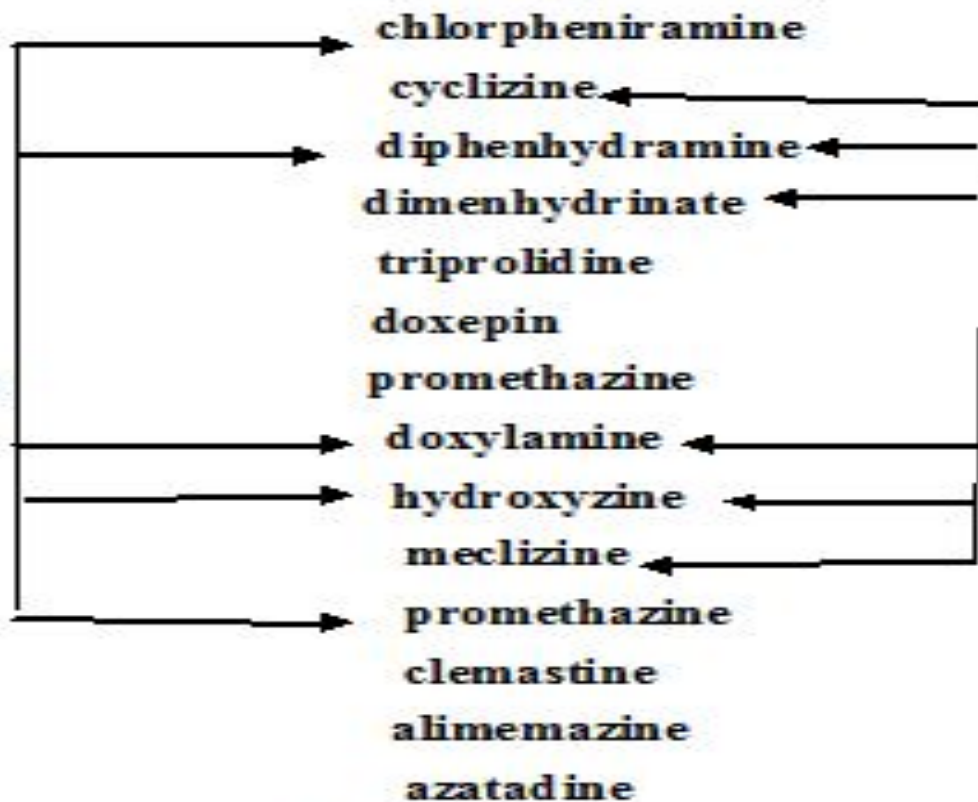 chlorpheniramine
cyclizine
diphenhydramine
dimenhydrinate
triprolidine
doxepin
promethazine
doxylamine
hydroxyzine
meclizine
promethazine
clemastine
alimemazine
azatadine